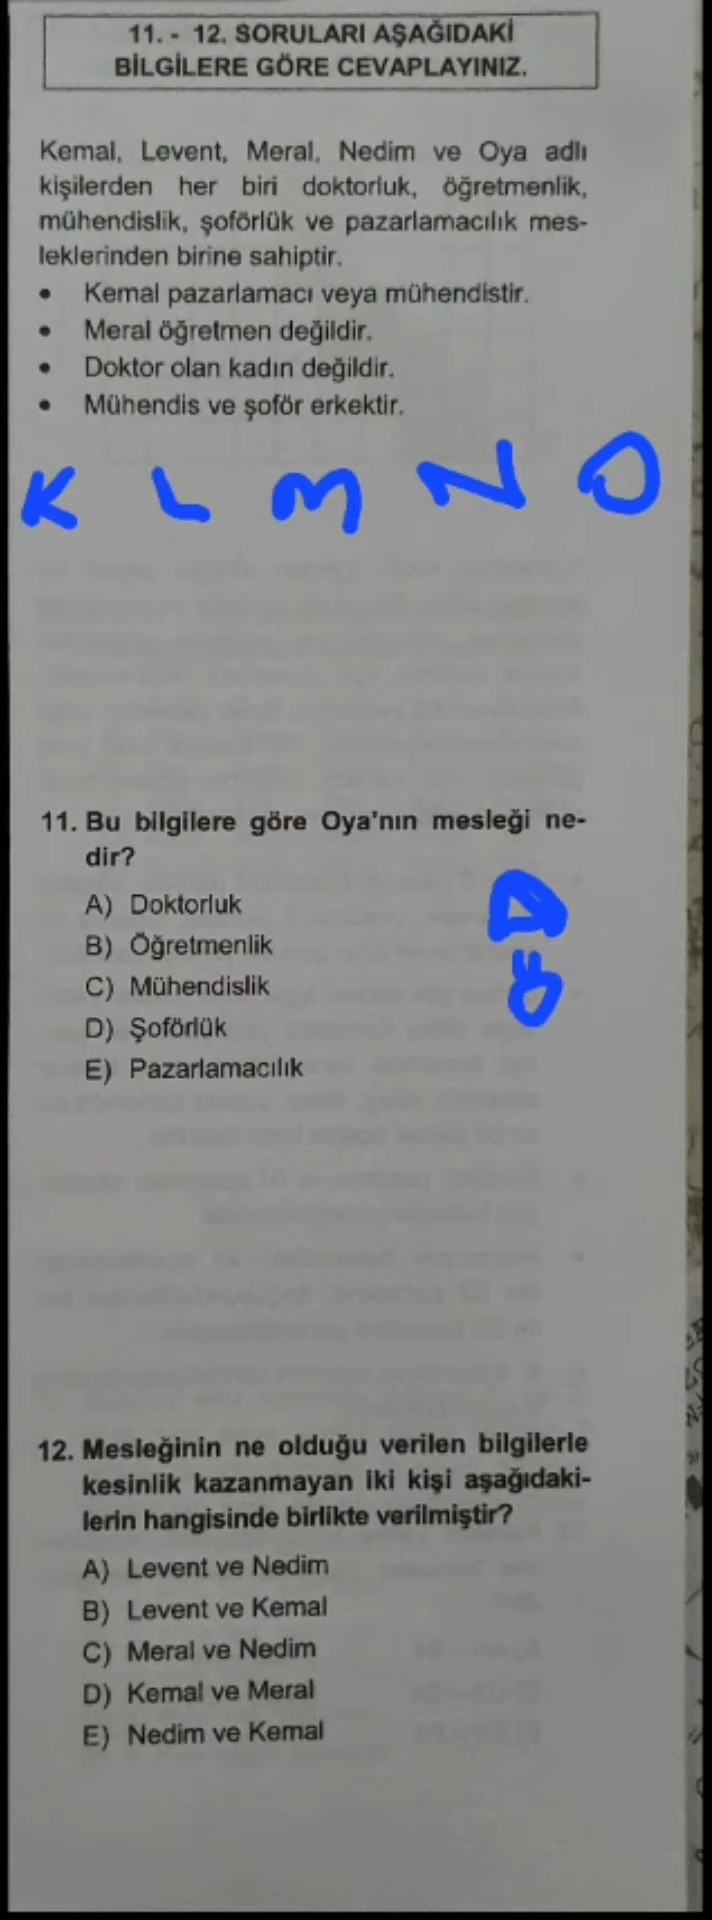 11. - 12. SORULARI AŞAĞIDAKİ
BİLGİLERE GÖRE CEVAPLAYINIZ.
Kemal, Levent, Meral, Nedim ve Oya adlı
kişilerden her biri doktorluk, öğretmenlik,
mühendislik, şoförlük ve pazarlamacılık mes-
leklerinden birine sahiptir.
• Kemal pazarlamacı veya mühendistir.
• Meral öğretmen değildir.
• Doktor olan kadın değildir.
• Mühendis ve şoför erkektir.
K L M N O
11. Bu bilgilere göre Oya'nın mesleği ne-
dir?
A) Doktorluk
B) Öğretmenlik
C) Mühendislik
D) Şoförlük
E) Pazarlamacılık
D
Ö
12. Mesleğinin ne olduğu verilen bilgilerle
kesinlik kazanmayan iki kişi aşağıdaki-
lerin hangisinde birlikte verilmiştir?
A) Levent ve Nedim
B) Levent ve Kemal
C) Meral ve Nedim
D) Kemal ve Meral
E) Nedim ve Kemal